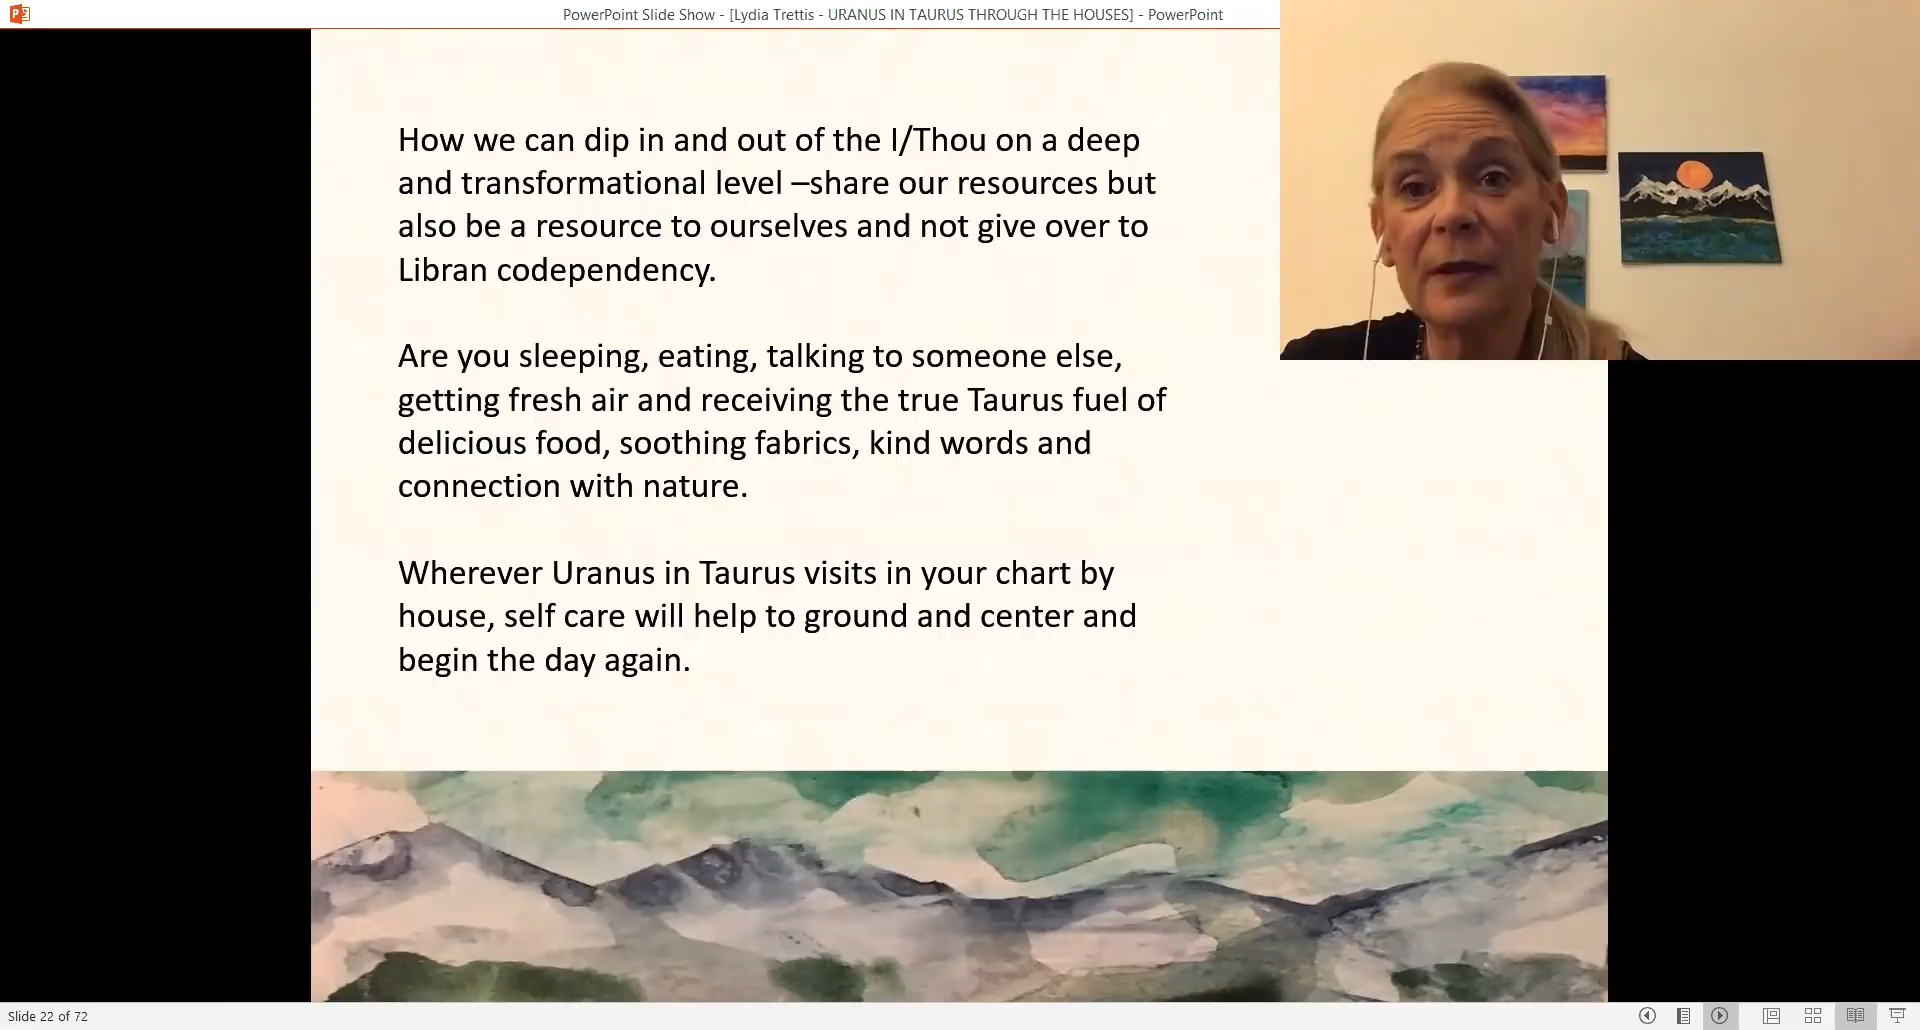 PowerPoint Slide Show - [Lydia Trettis - URANUS IN TAURUS THROUGH THE HOUSES] - PowerPoint
How we can dip in and out of the I/Thou on a deep
and transformational level –share our resources but
also be a resource to ourselves and not give over to
Libran codependency.
Are you sleeping, eating, talking to someone else,
getting fresh air and receiving the true Taurus fuel of
delicious food, soothing fabrics, kind words and
connection with nature.
Wherever Uranus in Taurus visits in your chart by
house, self care will help to ground and center and
begin the day again.
Slide 22 of 72